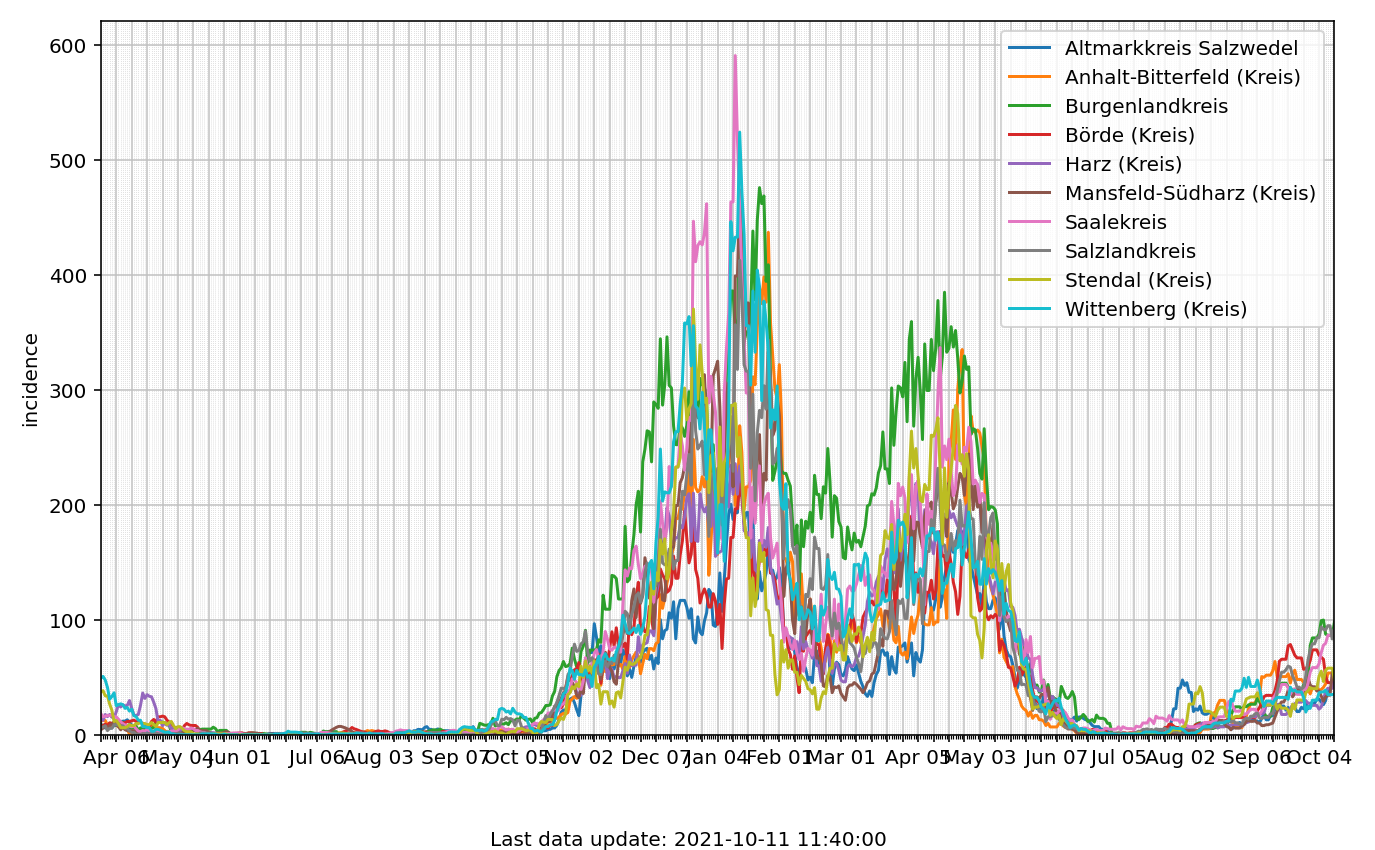 600
500
400
300
200
100
0
incidence
Altmarkkreis Salzwedel
Anhalt-Bitterfeld (Kreis)
Burgenlandkreis
Börde (Kreis)
Harz (Kreis)
Mansfeld-Südharz (Kreis)
Saalekreis
Salzlandkreis
Stendal (Kreis)
Wittenberg (Kreis)
Apr 06 May 04 Jun 01 Jul 06 Aug 03 Sep 07 Oct 05 Nov 02 Dec 07 Jan 04 Feb 01 Mar 01 Apr 05 May 03 Jun 07 Jul 05 Aug 02 Sep 06 Oct 04
Last data update: 2021-10-11 11:40:00